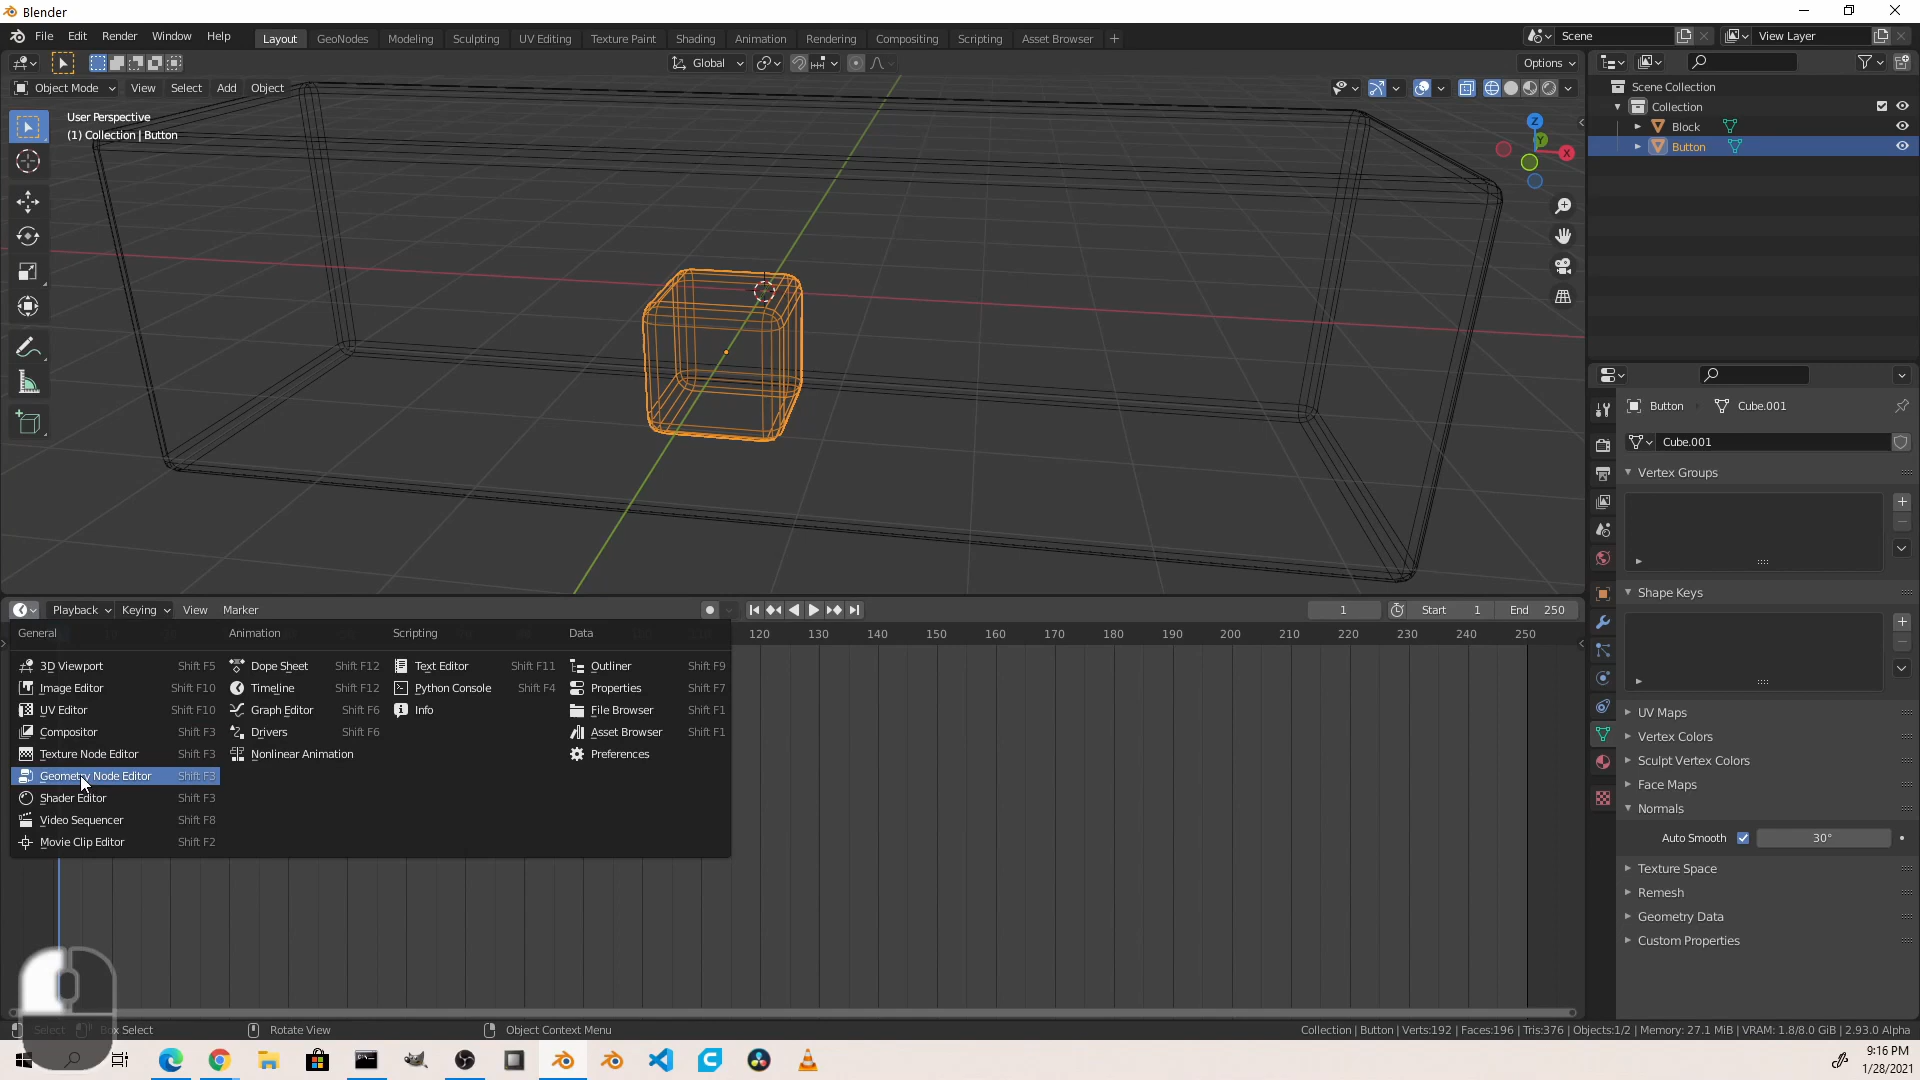 Blender
File Edit Render Window Help
Layout GeoNodes Modeling Sculpting UV Editing Texture Paint Shading Animation Rendering Compositing Scripting Asset Browser +
Scene
View Layer
Global
Options
Object Mode View Select Add Object
User Perspective
(1) Collection | Button
Z
Y
X
Scene Collection
Collection
Block
Button
Button Cube.001
Cube.001
Vertex Groups
Shape Keys
UV Maps
Vertex Colors
Sculpt Vertex Colors
Face Maps
Normals
Auto Smooth 30°
Texture Space
Remesh
Geometry Data
Custom Properties
Playback Keying View Marker
1 Start 1 End 250
120 130 140 150 160 170 180 190 200 210 220 230 240 250
General
3D Viewport Shift F5
Image Editor Shift F10
UV Editor Shift F10
Compositor Shift F3
Texture Node Editor Shift F3
Geometry Node Editor Shift F3
Shader Editor Shift F3
Video Sequencer Shift F8
Movie Clip Editor Shift F2
Animation
Dope Sheet Shift F12
Timeline Shift F12
Graph Editor Shift F6
Drivers Shift F6
Nonlinear Animation
Scripting
Text Editor Shift F11
Python Console Shift F4
Info
Data
Outliner Shift F9
Properties Shift F7
File Browser Shift F1
Asset Browser Shift F1
Preferences
Select Box Select Rotate View Object Context Menu
Collection | Button | Verts:192 | Faces:196 | Tris:376 | Objects:1/2 | Memory: 27.1 MiB | VRAM: 1.8/8.0 GiB | 2.93.0 Alpha
9:16 PM
1/28/2021